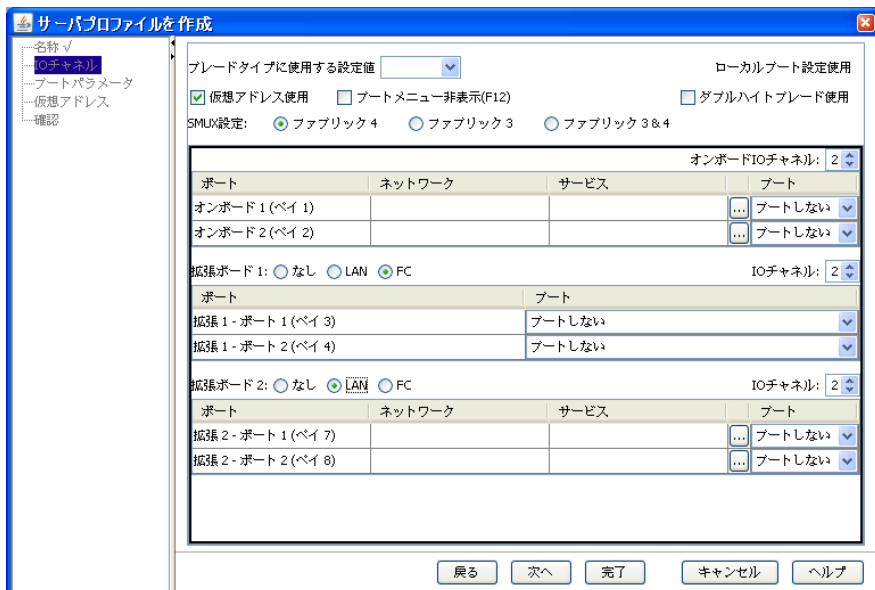 サーバプロファイルを作成
名称 √
IOチャネル
ブートパラメータ
仮想アドレス
確認
ブレードタイプに使用する設定値 ローカルブート設定使用
仮想アドレス使用 ブートメニュー非表示(F12) ダブルハイトブレード使用
SMUX設定: ファブリック 4 ファブリック 3 ファブリック 3 & 4
オンボードIOチャネル: 2
ポート ネットワーク サービス ブート
オンボード 1 (ベイ 1) ... ブートしない
オンボード 2 (ベイ 2) ... ブートしない
拡張ボード 1: なし LAN FC IOチャネル: 2
ポート ブート
拡張 1 - ポート 1 (ベイ 3) ブートしない
拡張 1 - ポート 2 (ベイ 4) ブートしない
拡張ボード 2: なし LAN FC IOチャネル: 2
ポート ネットワーク サービス ブート
拡張 2 - ポート 1 (ベイ 7) ... ブートしない
拡張 2 - ポート 2 (ベイ 8) ... ブートしない
戻る 次へ 完了 キャンセル ヘルプ